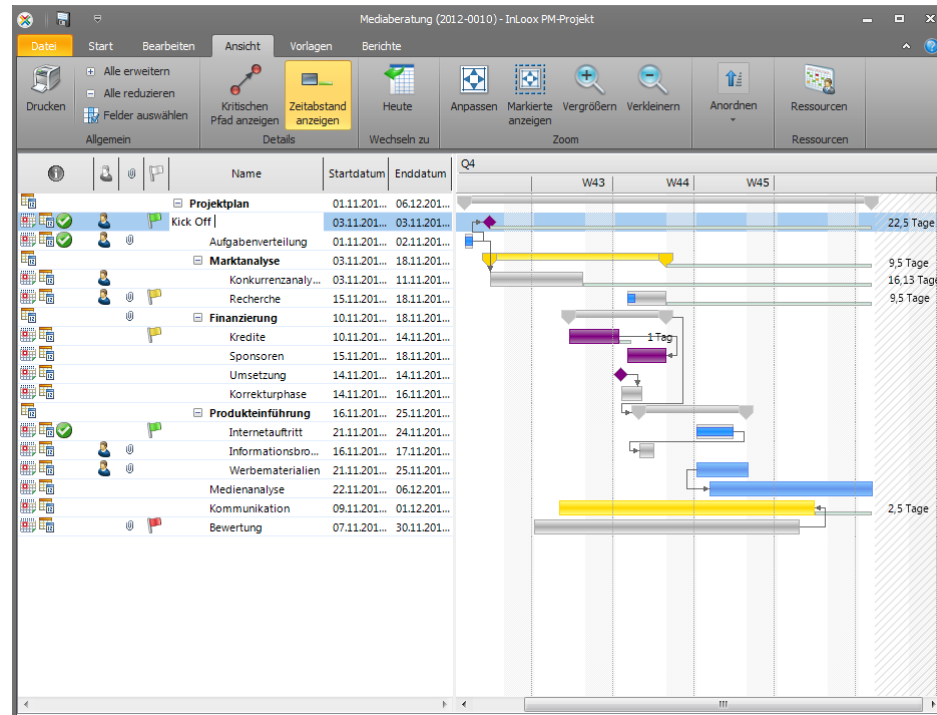 Mediaberatung (2012-0010) - InLoox PM-Projekt
Datei Start Bearbeiten Ansicht Vorlagen Berichte
Drucken
Alle erweitern
Alle reduzieren
Felder auswählen
Allgemein
Kritischen Pfad anzeigen
Zeitabstand anzeigen
Details
Heute
Wechseln zu
Anpassen
Markierte anzeigen
Vergrößern
Verkleinern
Zoom
Anordnen
Ressourcen
Ressourcen
Name Startdatum Enddatum
Q4
W43 W44 W45
Projektplan 01.11.201... 06.12.201...
Kick Off 03.11.201... 03.11.201... 22,5 Tage
Aufgabenverteilung 01.11.201... 02.11.201...
Marktanalyse 03.11.201... 18.11.201... 9,5 Tage
Konkurrenzanaly... 03.11.201... 11.11.201... 16,13 Tage
Recherche 15.11.201... 18.11.201... 9,5 Tage
Finanzierung 10.11.201... 18.11.201...
Kredite 10.11.201... 14.11.201... 1 Tag
Sponsoren 15.11.201... 18.11.201...
Umsetzung 14.11.201... 14.11.201...
Korrekturphase 14.11.201... 16.11.201...
Produkteinführung 16.11.201... 25.11.201...
Internetauftritt 21.11.201... 24.11.201...
Informationsbro... 16.11.201... 17.11.201...
Werbematerialien 21.11.201... 25.11.201...
Medienanalyse 22.11.201... 06.12.201...
Kommunikation 09.11.201... 01.12.201... 2,5 Tage
Bewertung 07.11.201... 30.11.201...